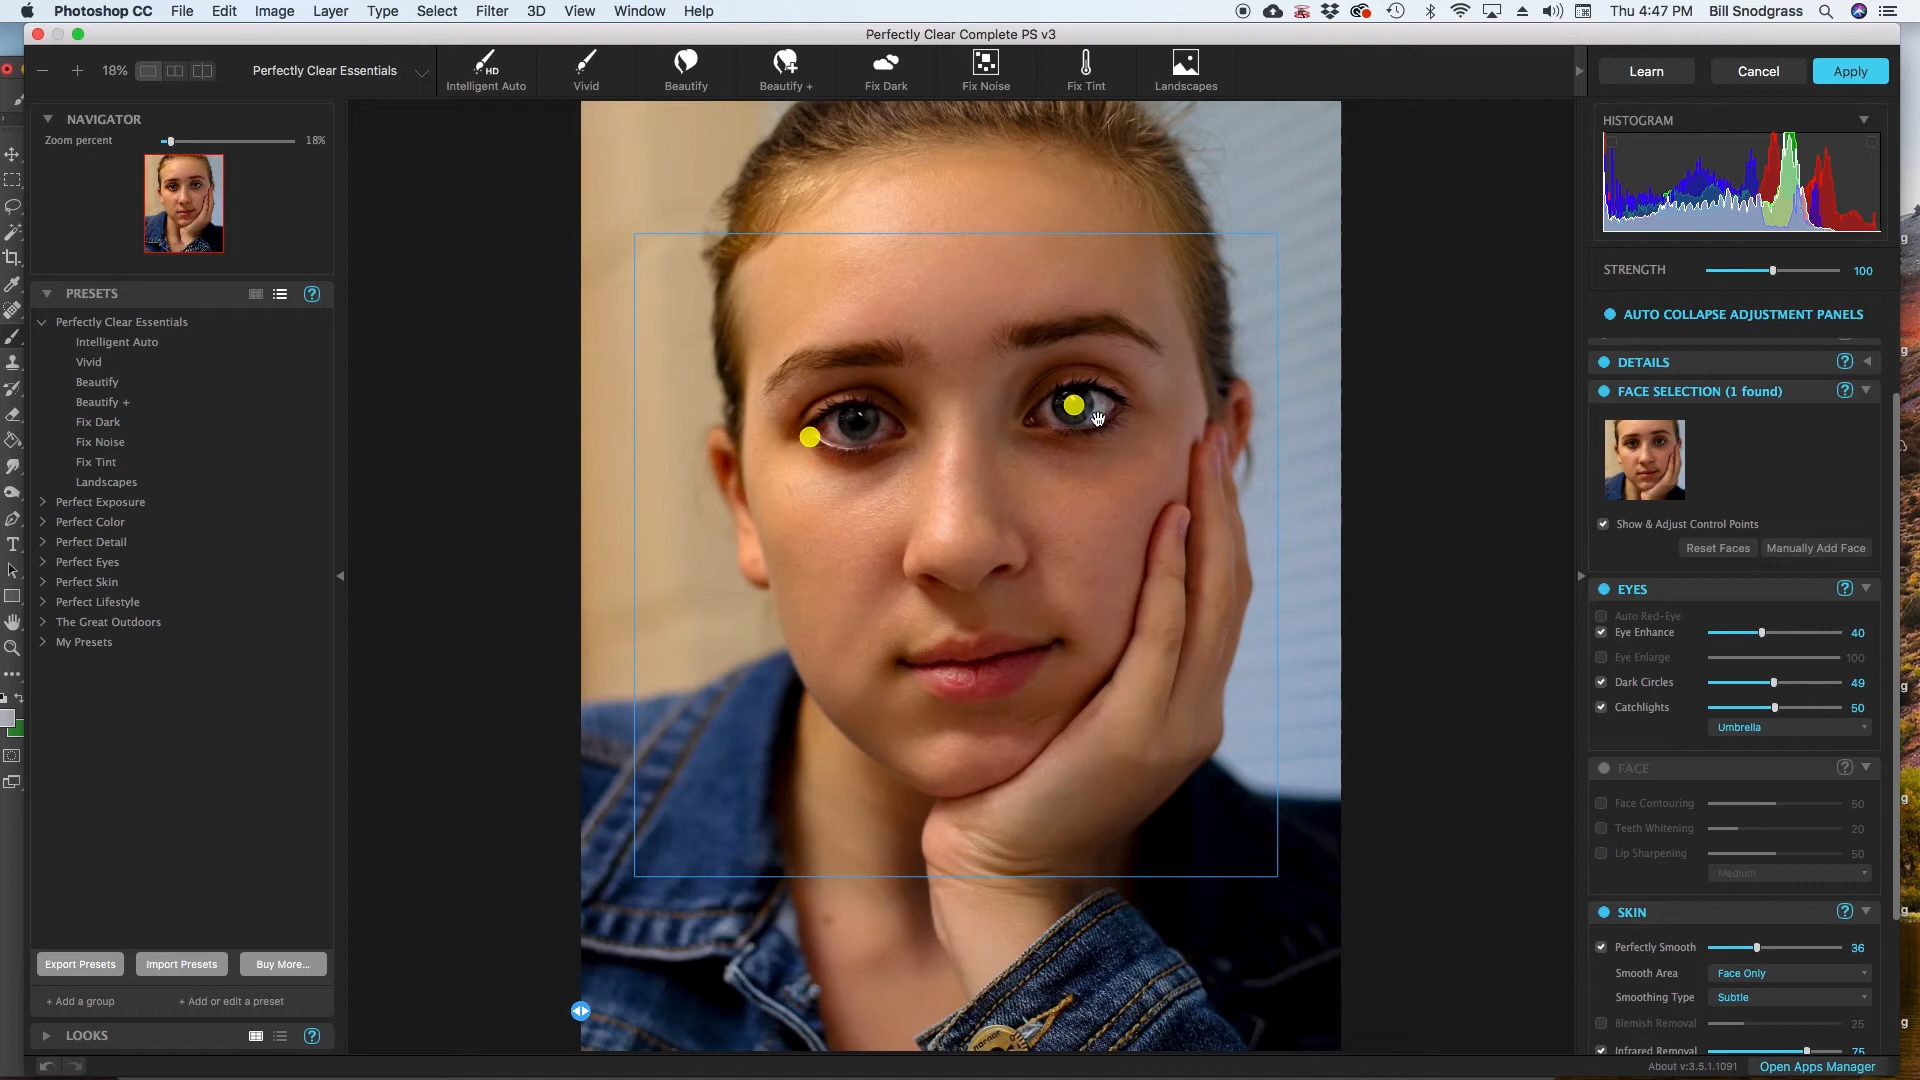 Photoshop CC File Edit Image Layer Type Select Filter 3D View Window Help Thu 4:47 PM Bill Snodgrass
Perfectly Clear Complete PS v3
18% Perfectly Clear Essentials
HD
Intelligent Auto Vivid Beautify Beautify + Fix Dark Fix Noise Fix Tint Landscapes
Learn Cancel Apply
NAVIGATOR
Zoom percent 18%
PRESETS ?
Perfectly Clear Essentials
Intelligent Auto
Vivid
Beautify
Beautify +
Fix Dark
Fix Noise
Fix Tint
Landscapes
Perfect Exposure
Perfect Color
Perfect Detail
Perfect Eyes
Perfect Skin
Perfect Lifestyle
The Great Outdoors
My Presets
Export Presets Import Presets Buy More...
+ Add a group + Add or edit a preset
LOOKS ?
HISTOGRAM
STRENGTH 100
AUTO COLLAPSE ADJUSTMENT PANELS
DETAILS ?
FACE SELECTION (1 found) ?
Show & Adjust Control Points
Reset Faces Manually Add Face
EYES ?
Auto Red-Eye
Eye Enhance 40
Eye Enlarge 100
Dark Circles 49
Catchlights 50
Umbrella
FACE ?
Face Contouring 50
Teeth Whitening 20
Lip Sharpening 50
Medium
SKIN ?
Perfectly Smooth 36
Smooth Area Face Only
Smoothing Type Subtle
Blemish Removal 25
Infrared Removal 75
About v:3.5.1.1091 Open Apps Manager